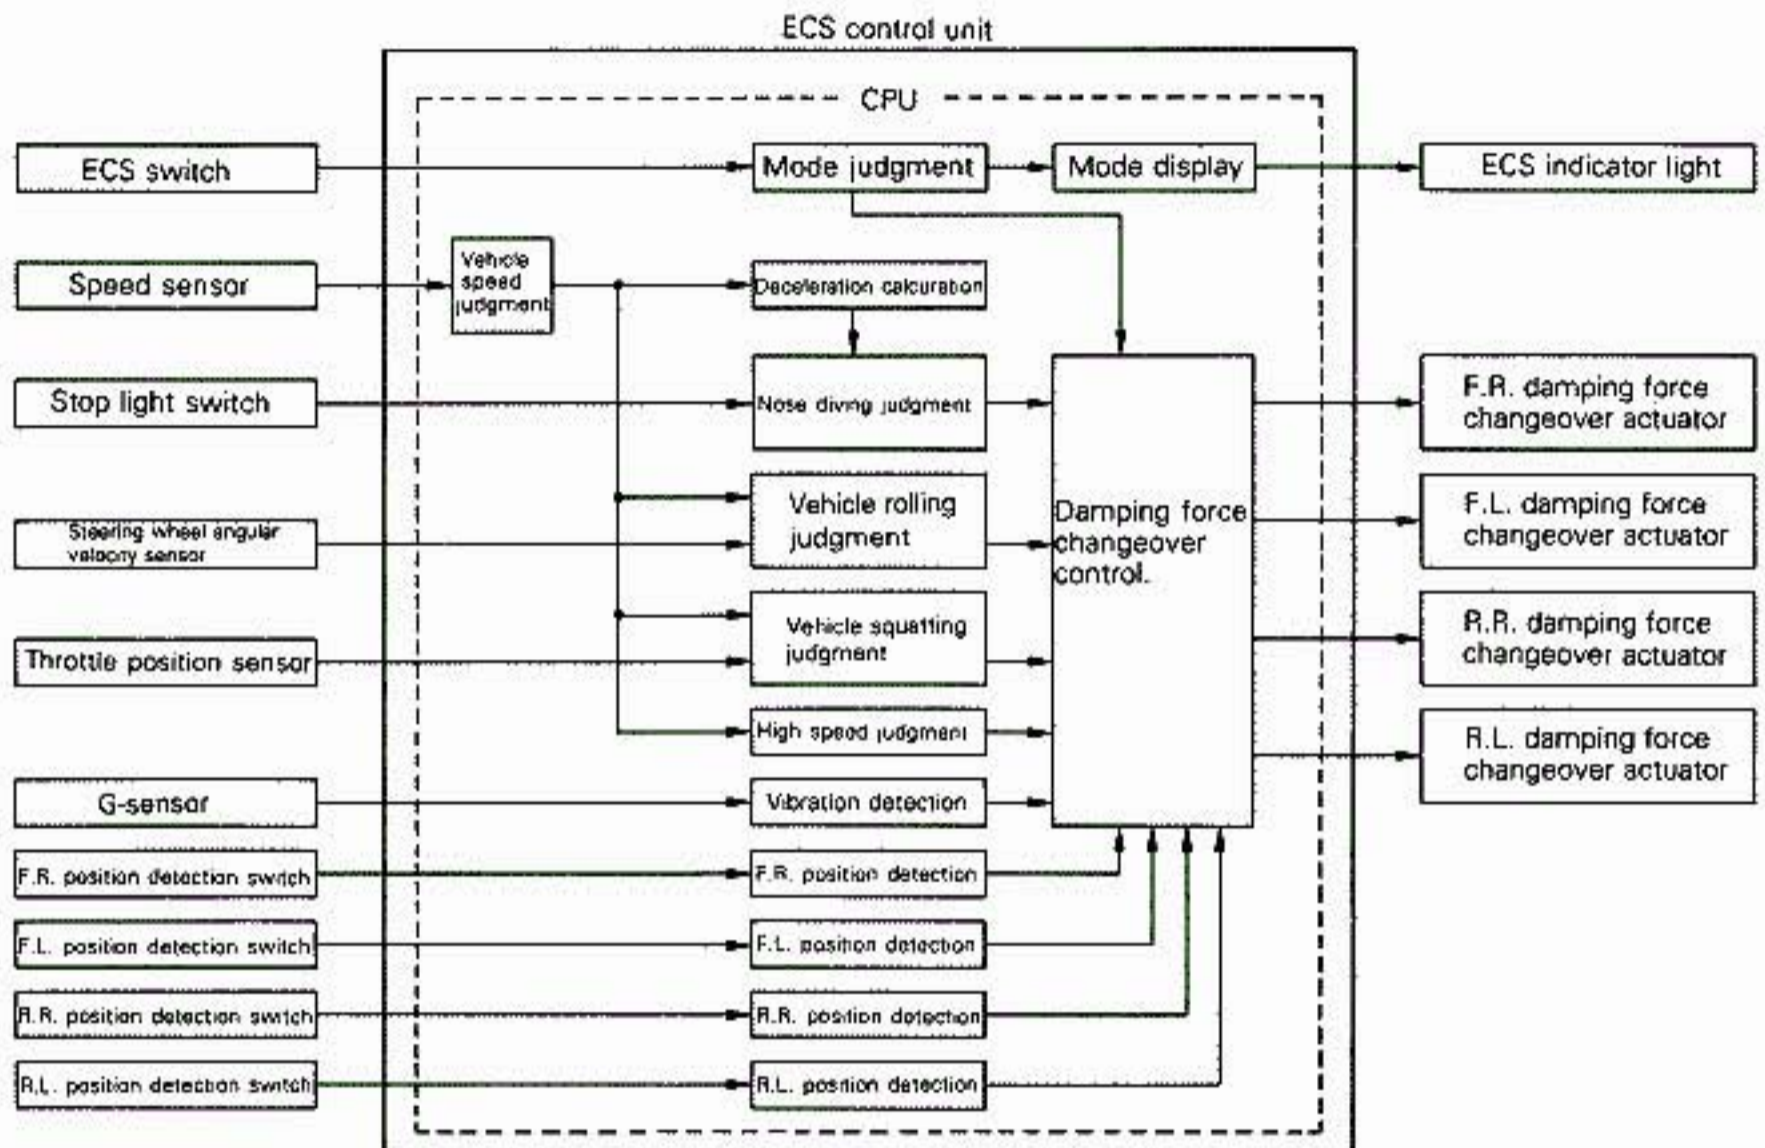 ECS control unit
CPU
ECS switch
Mode judgment
Mode display
ECS indicator light
Speed sensor
Vehicle
speed
judgment
Deceleration calcuration
Stop light switch
Nose diving judgment
F.R. damping force
changeover actuator
Steering wheel angular
velocity sensor
Vehicle rolling
judgment
Damping force
changeover
control.
F.L. damping force
changeover actuator
Throttle position sensor
Vehicle squatting
judgment
R.R. damping force
changeover actuator
High speed judgment
R.L. damping force
changeover actuator
G-sensor
Vibration detection
F.R. position detection switch
F.R. position detection
F.L. position detection switch
F.L. position detection
R.R. position detection switch
R.R. position detection
R.L. position detection switch
R.L. position detection